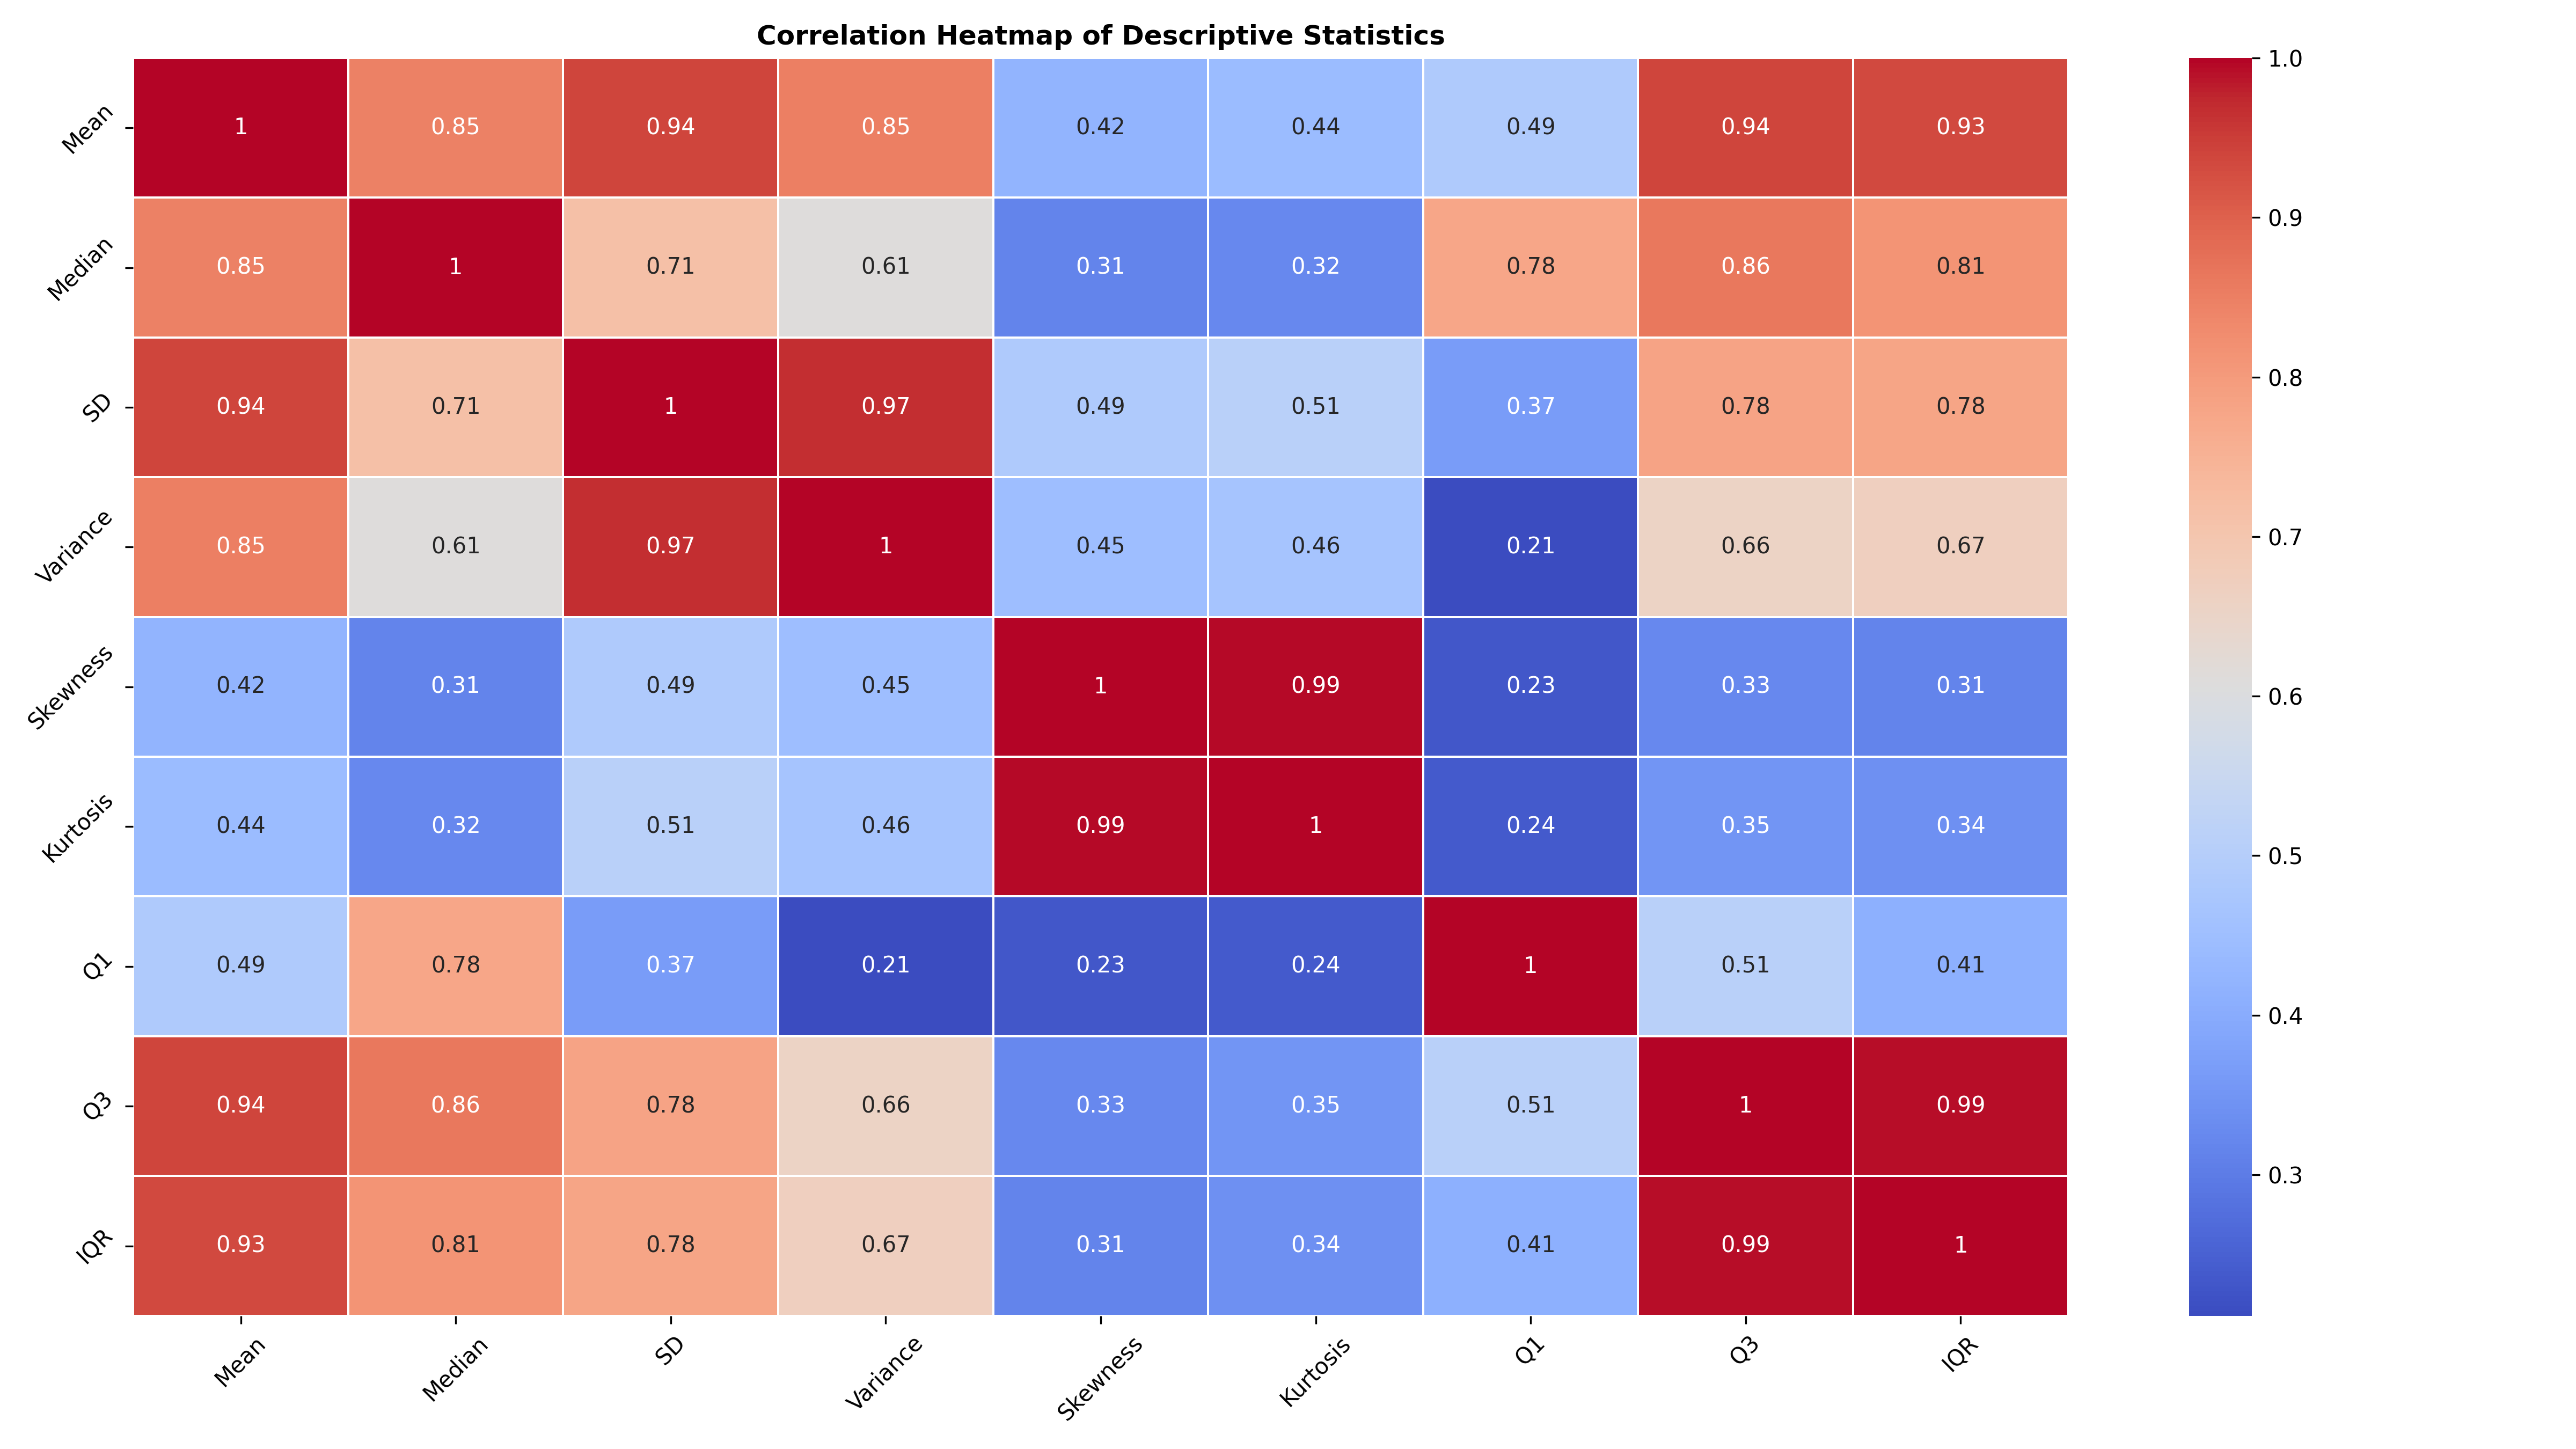 Correlation Heatmap of Descriptive Statistics
Mean 1 0.85 0.94 0.85 0.42 0.44 0.49 0.94 0.93
Median 0.85 1 0.71 0.61 0.31 0.32 0.78 0.86 0.81
SD 0.94 0.71 1 0.97 0.49 0.51 0.37 0.78 0.78
Variance 0.85 0.61 0.97 1 0.45 0.46 0.21 0.66 0.67
Skewness 0.42 0.31 0.49 0.45 1 0.99 0.23 0.33 0.31
Kurtosis 0.44 0.32 0.51 0.46 0.99 1 0.24 0.35 0.34
Q1 0.49 0.78 0.37 0.21 0.23 0.24 1 0.51 0.41
Q3 0.94 0.86 0.78 0.66 0.33 0.35 0.51 1 0.99
IQR 0.93 0.81 0.78 0.67 0.31 0.34 0.41 0.99 1
Mean Median SD Variance Skewness Kurtosis Q1 Q3 IQR
1.0
0.9
0.8
0.7
0.6
0.5
0.4
0.3